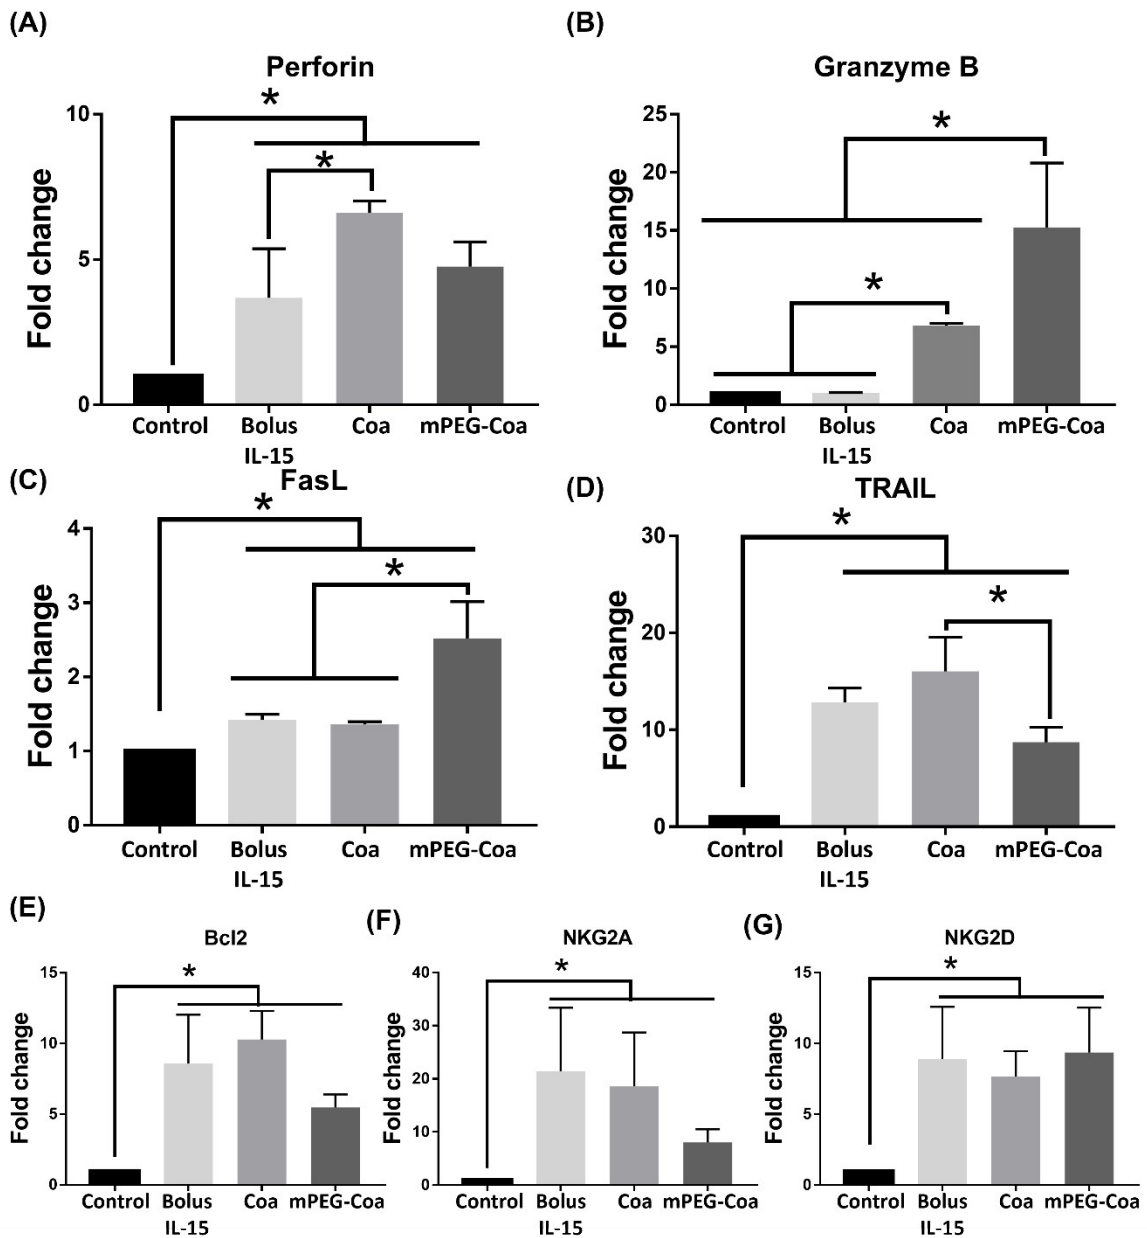 (A)
Perforin
*
*
10
5
0
Fold change
Control Bolus IL-15 Coa mPEG-Coa
(B)
Granzyme B
*
*
25
20
15
10
5
0
Fold change
Control Bolus IL-15 Coa mPEG-Coa
(C)
FasL
*
*
4
3
2
1
0
Fold change
Control Bolus IL-15 Coa mPEG-Coa
(D)
TRAIL
*
*
30
20
10
0
Fold change
Control Bolus IL-15 Coa mPEG-Coa
(E)
Bcl2
*
15
10
5
0
Fold change
Control Bolus IL-15 Coa mPEG-Coa
(F)
NKG2A
*
40
30
20
10
0
Fold change
Control Bolus IL-15 Coa mPEG-Coa
(G)
NKG2D
*
15
10
5
0
Fold change
Control Bolus IL-15 Coa mPEG-Coa